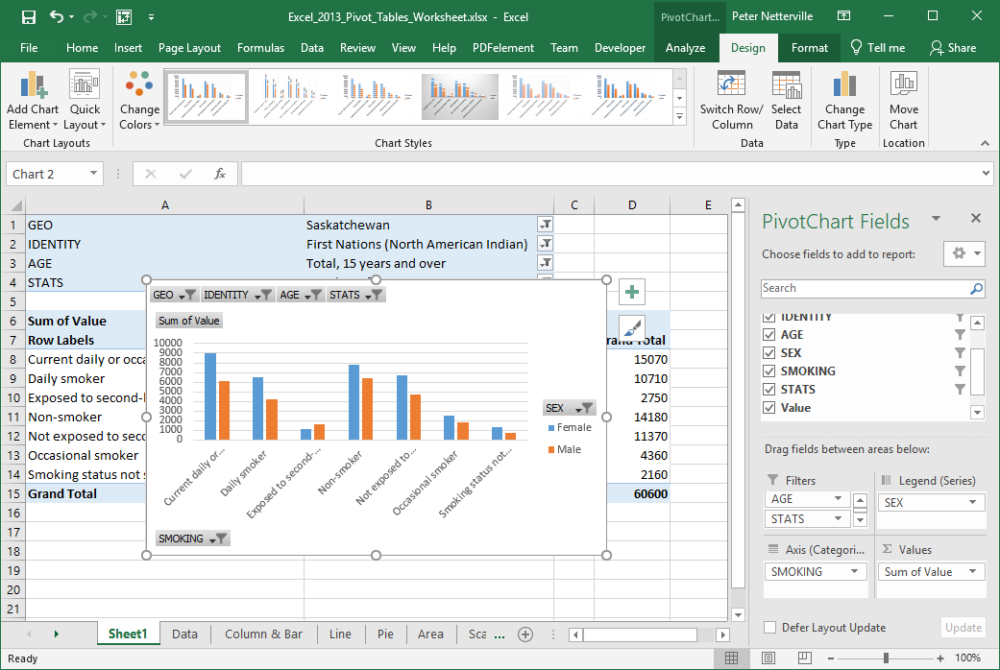 Excel_2013_Pivot_Tables_Worksheet.xlsx - Excel
PivotChart...
Peter Netterville
File Home Insert Page Layout Formulas Data Review View Help PDFelement Team Developer Analyze Design Format Tell me Share
Add Chart Element
Quick Layout
Change Colors
Switch Row/ Column
Select Data
Change Chart Type
Move Chart
Chart Layouts
Chart Styles
Data
Type
Location
Chart 2
fx
A B C D E
1 GEO Saskatchewan
2 IDENTITY First Nations (North American Indian)
3 AGE Total, 15 years and over
4 STATS
5
6 Sum of Value
7 Row Labels Total
8 Current daily or occa 15070
9 Daily smoker 10710
10 Exposed to second-h 2750
11 Non-smoker 14180
12 Not exposed to seco 11370
13 Occasional smoker 4360
14 Smoking status not s 2160
15 Grand Total 60600
16
17
18
19
20
21
GEO IDENTITY AGE STATS
Sum of Value
10000
9000
8000
7000
6000
5000
4000
3000
2000
1000
0
Current daily or...
Daily smoker
Exposed to second-...
Non-smoker
Not exposed to...
Occasional smoker
Smoking status not...
SEX
Female
Male
SMOKING
PivotChart Fields
Choose fields to add to report:
Search
IDENTITY
AGE
SEX
SMOKING
STATS
Value
Drag fields between areas below:
Filters
AGE
STATS
Legend (Series)
SEX
Axis (Categori...
SMOKING
Σ Values
Sum of Value
Defer Layout Update
Update
Sheet1 Data Column & Bar Line Pie Area Sca ...
Ready
100%